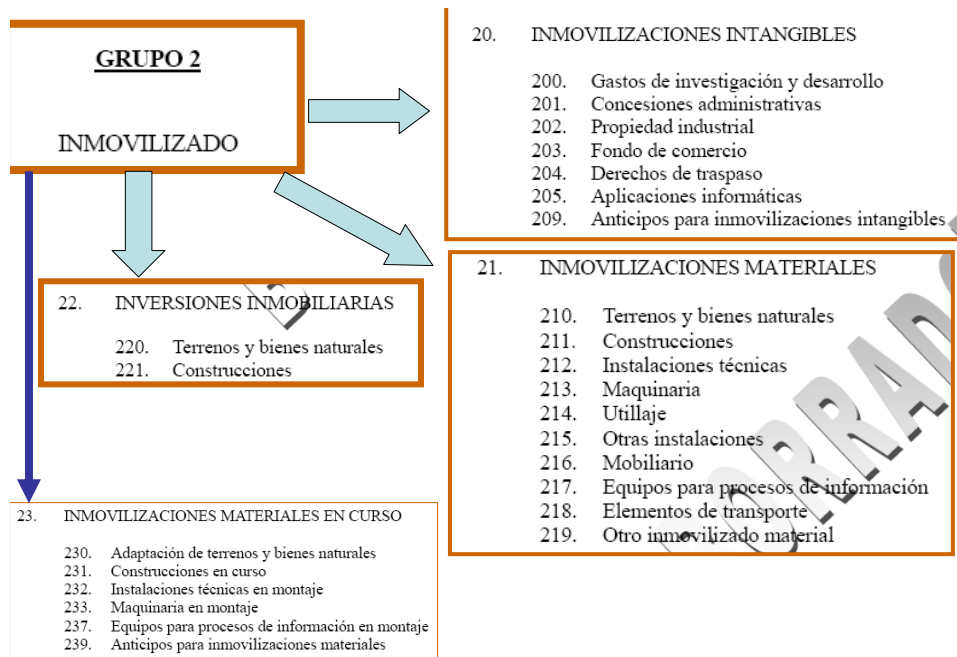 GRUPO 2
INMOVILIZADO
20. INMOVILIZACIONES INTANGIBLES
200. Gastos de investigación y desarrollo
201. Concesiones administrativas
202. Propiedad industrial
203. Fondo de comercio
204. Derechos de traspaso
205. Aplicaciones informáticas
209. Anticipos para inmovilizaciones intangibles
21. INMOVILIZACIONES MATERIALES
210. Terrenos y bienes naturales
211. Construcciones
212. Instalaciones técnicas
213. Maquinaria
214. Utillaje
215. Otras instalaciones
216. Mobiliario
217. Equipos para procesos de información
218. Elementos de transporte
219. Otro inmovilizado material
22. INVERSIONES INMOBILIARIAS
220. Terrenos y bienes naturales
221. Construcciones
23. INMOVILIZACIONES MATERIALES EN CURSO
230. Adaptación de terrenos y bienes naturales
231. Construcciones en curso
232. Instalaciones técnicas en montaje
233. Maquinaria en montaje
237. Equipos para procesos de información en montaje
239. Anticipos para inmovilizaciones materiales